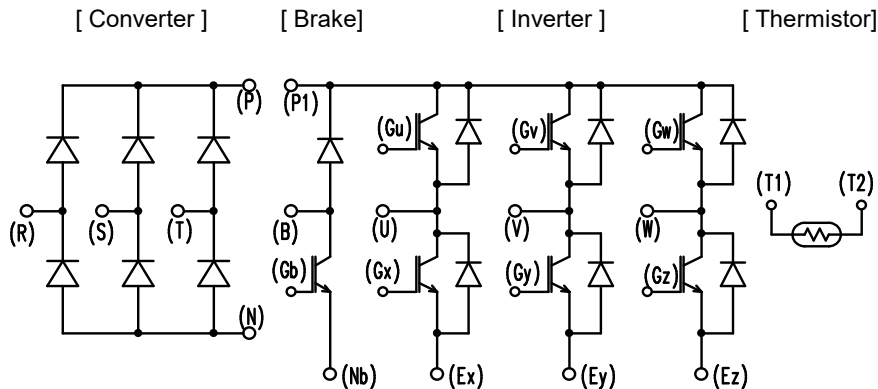 [ Converter ] [ Brake] [ Inverter ] [ Thermistor]
(P) (P1)
(Gu) (Gv) (Gw)
(T1) (T2)
(R) (S) (T) (B) (U) (V) (W)
(Gb) (Gx) (Gy) (Gz)
(N)
(Nb) (Ex) (Ey) (Ez)